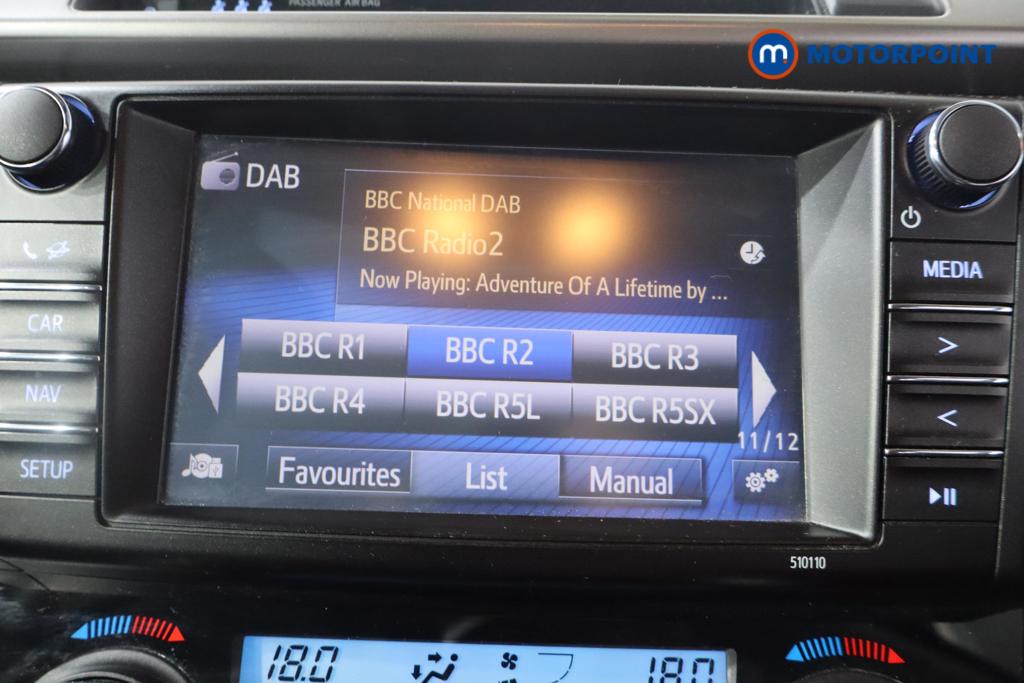 PASSENGER AIRBAG
m. MOTORPOINT
DAB
BBC National DAB
BBC Radio2
Now Playing: Adventure Of A Lifetime by ...
BBC R1 BBC R2 BBC R3
BBC R4 BBC R5L BBC R5SX
11/12
Favourites List Manual
CAR
NAV
SETUP
MEDIA
>
<
510110
18.0 18.0